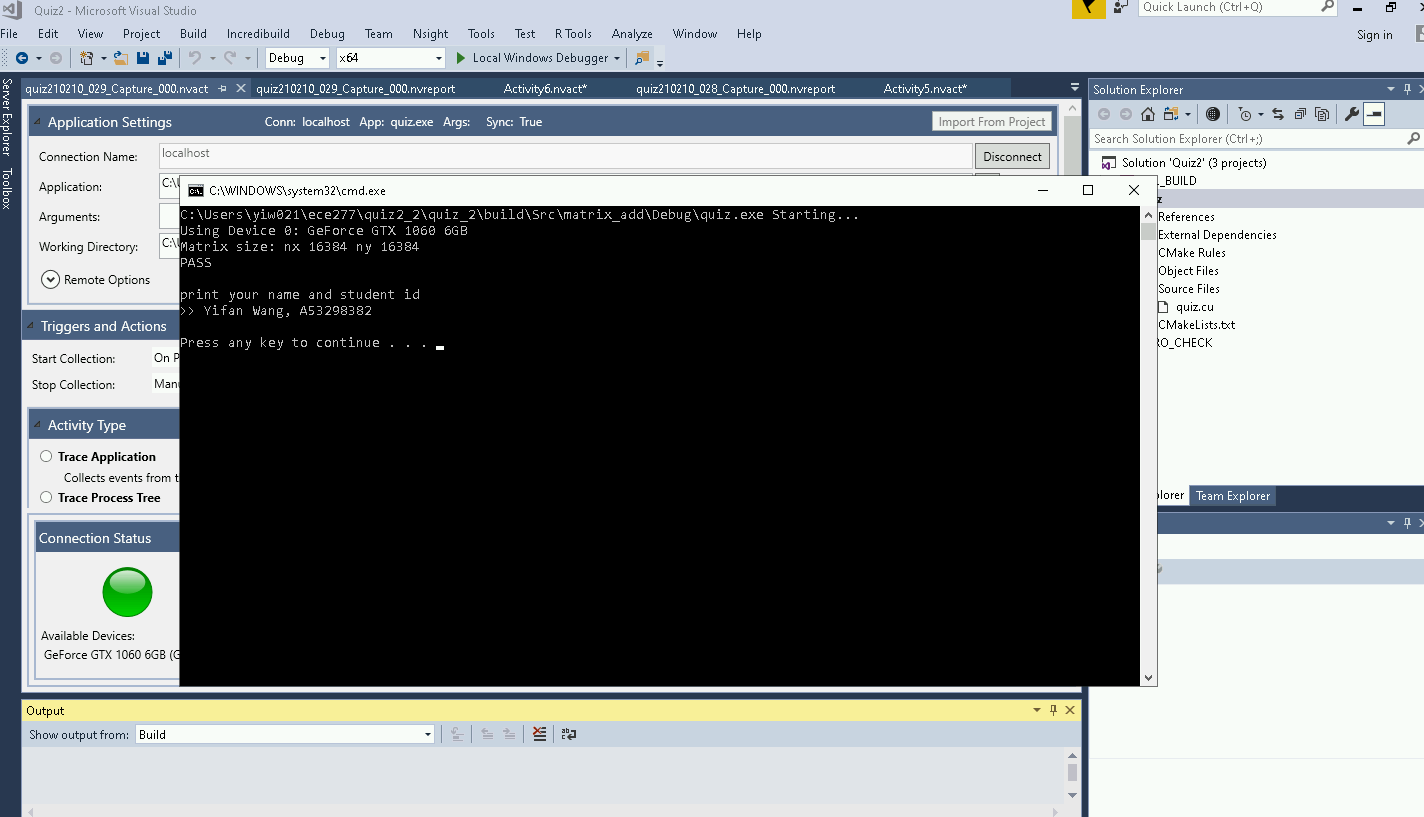 Quiz2 - Microsoft Visual Studio
Quick Launch (Ctrl+Q)
File Edit View Project Build Incredibuild Debug Team Nsight Tools Test R Tools Analyze Window Help
Sign in
Debug x64 Local Windows Debugger
Server Explorer
Toolbox
quiz210210_029_Capture_000.nvact quiz210210_029_Capture_000.nvreport Activity6.nvact* quiz210210_028_Capture_000.nvreport Activity5.nvact*
Application Settings Conn: localhost App: quiz.exe Args: Sync: True Import From Project
Connection Name: localhost Disconnect
Application: C:\
Arguments:
Working Directory: C:\
Remote Options
Triggers and Actions
Start Collection: On
Stop Collection:
Activity Type
Trace Application
Collects events from
Trace Process Tree
Connection Status
Available Devices:
GeForce GTX 1060 6GB
C:\WINDOWS\system32\cmd.exe
C:\Users\yiw021\ece277\quiz2_2\quiz_2\build\Src\matrix_add\Debug\quiz.exe Starting...
Using Device 0: GeForce GTX 1060 6GB
Matrix size: nx 16384 ny 16384
PASS
print your name and student id
>> Yifan Wang, A53298382
Press any key to continue . . .
Solution Explorer
Search Solution Explorer (Ctrl+;)
Solution 'Quiz2' (3 projects)
_BUILD
References
External Dependencies
CMake Rules
Object Files
Source Files
quiz.cu
CMakeLists.txt
RO_CHECK
lorer Team Explorer
Output
Show output from: Build